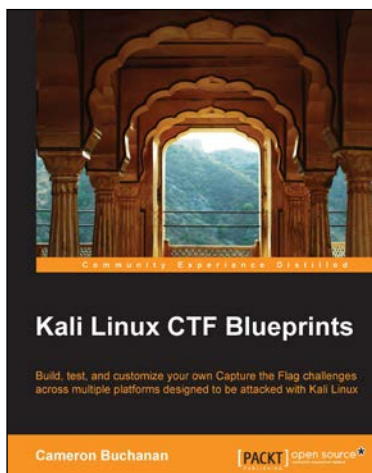 Community Experience Distilled
Kali Linux CTF Blueprints
Build, test, and customize your own Capture the Flag challenges
across multiple platforms designed to be attacked with Kali Linux
Cameron Buchanan
[PACKT] open source*
PUBLISHING